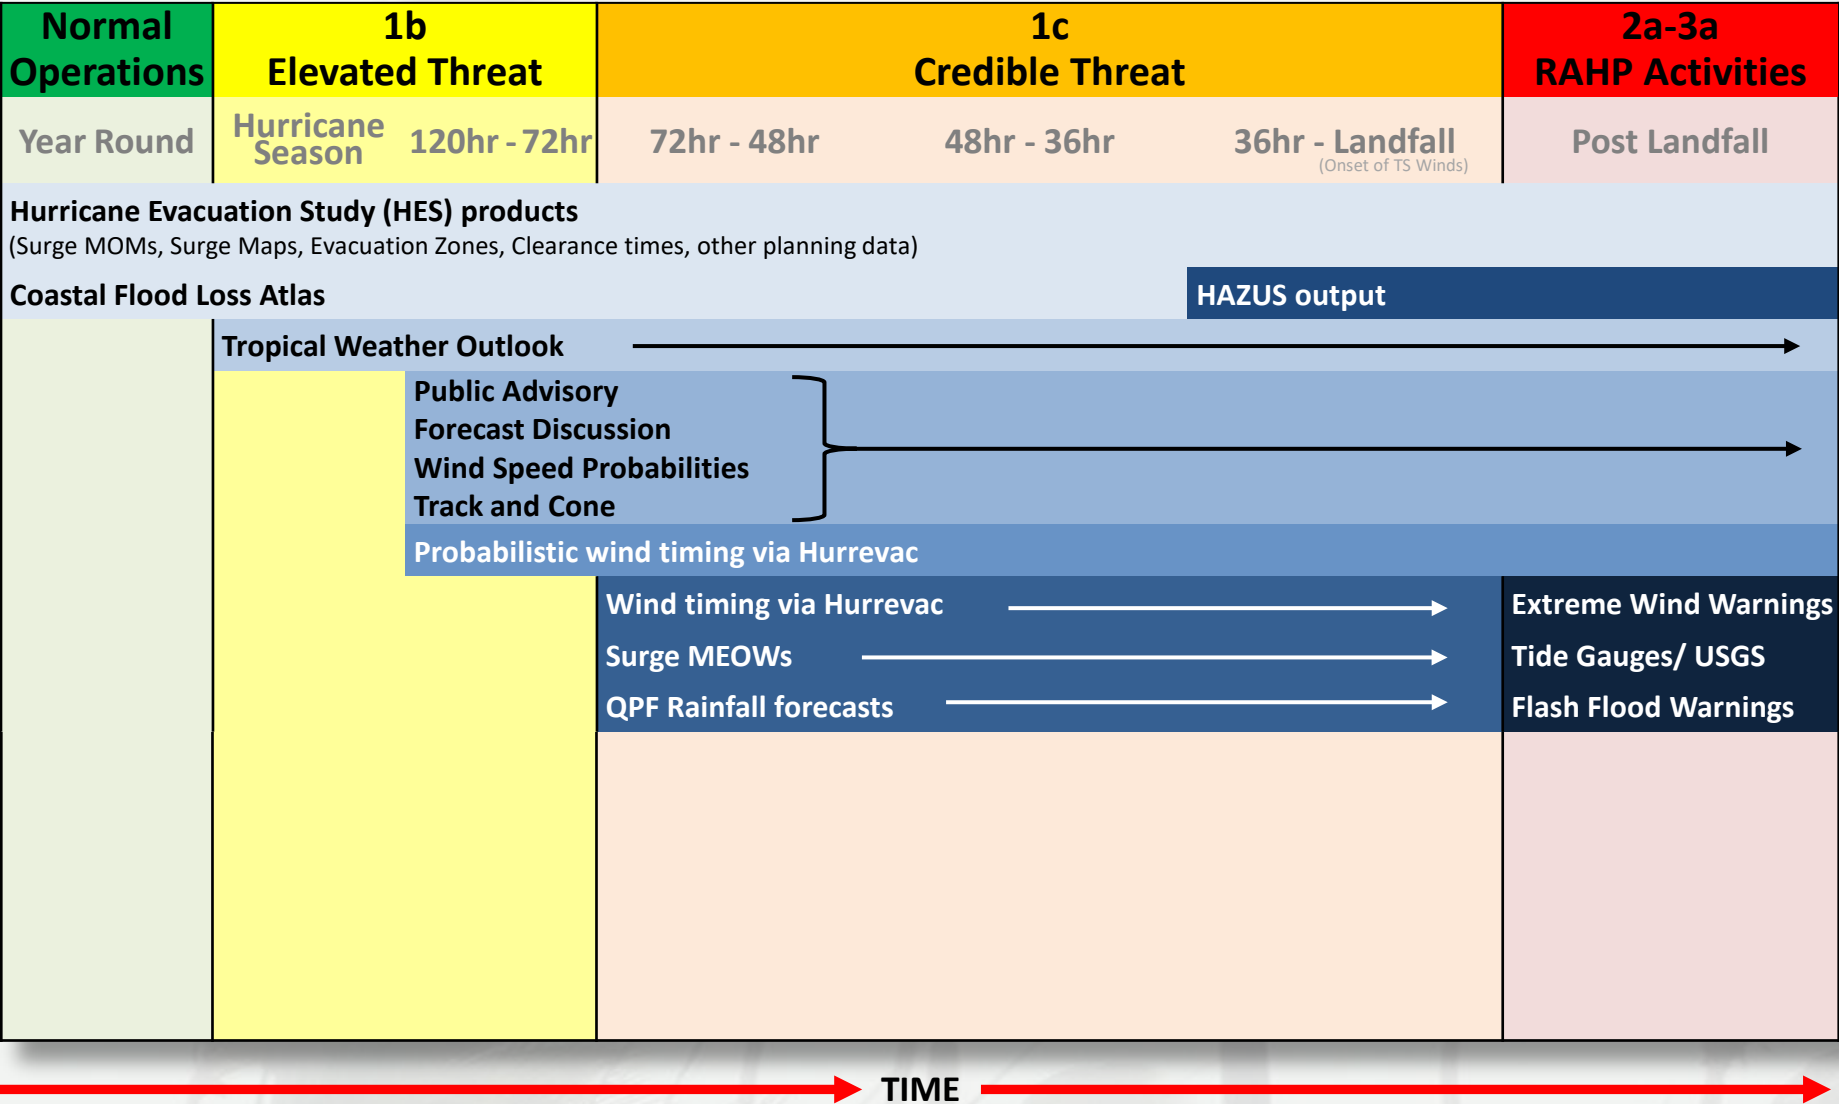 Normal
Operations
1b
Elevated Threat
1c
Credible Threat
2a-3a
RAHP Activities
Year Round
Hurricane
Season
120hr - 72hr
72hr - 48hr
48hr - 36hr
36hr - Landfall
(Onset of TS Winds)
Post Landfall
Hurricane Evacuation Study (HES) products
(Surge MOMs, Surge Maps, Evacuation Zones, Clearance times, other planning data)
Coastal Flood Loss Atlas
HAZUS output
Tropical Weather Outlook
Public Advisory
Forecast Discussion
Wind Speed Probabilities
Track and Cone
Probabilistic wind timing via Hurrevac
Wind timing via Hurrevac
Extreme Wind Warnings
Surge MEOWs
Tide Gauges/ USGS
QPF Rainfall forecasts
Flash Flood Warnings
TIME